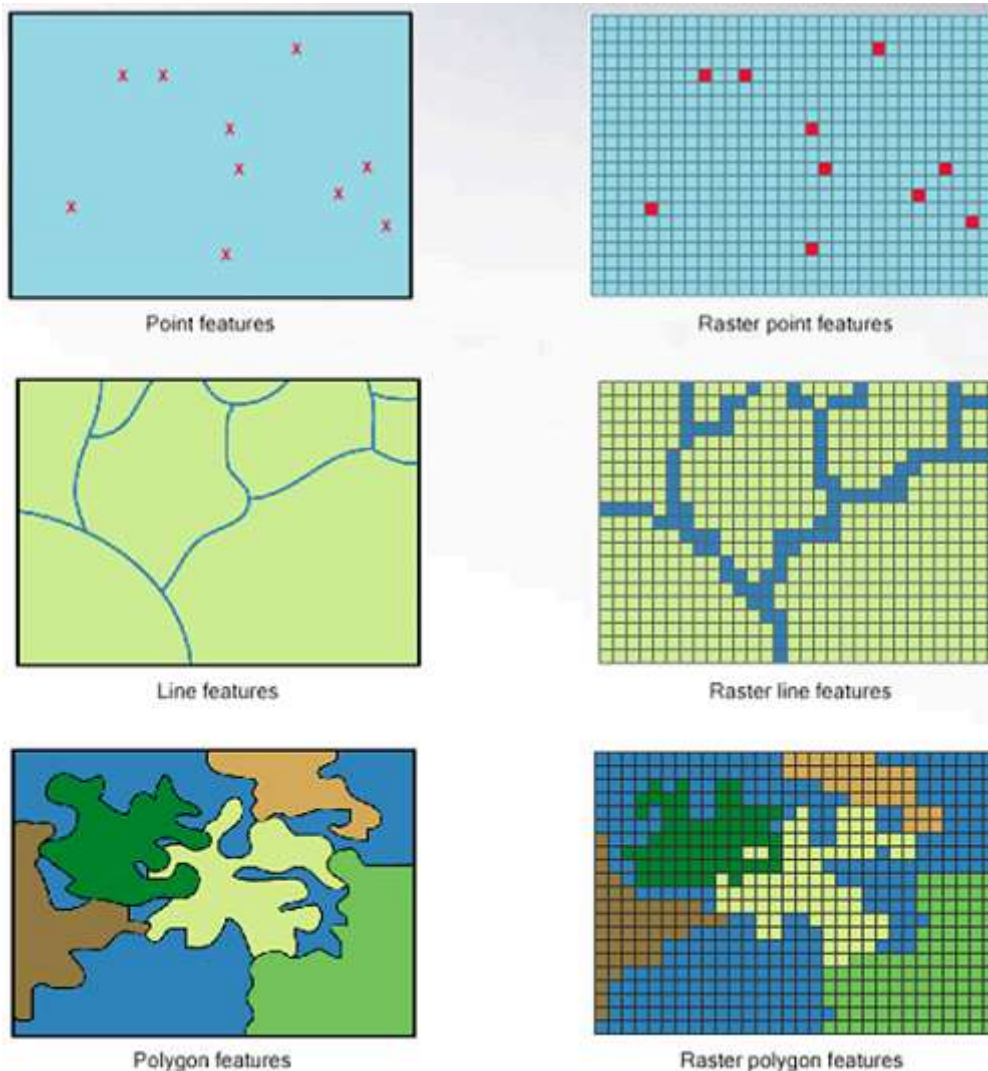 Point features
Raster point features
Line features
Raster line features
Polygon features
Raster polygon features